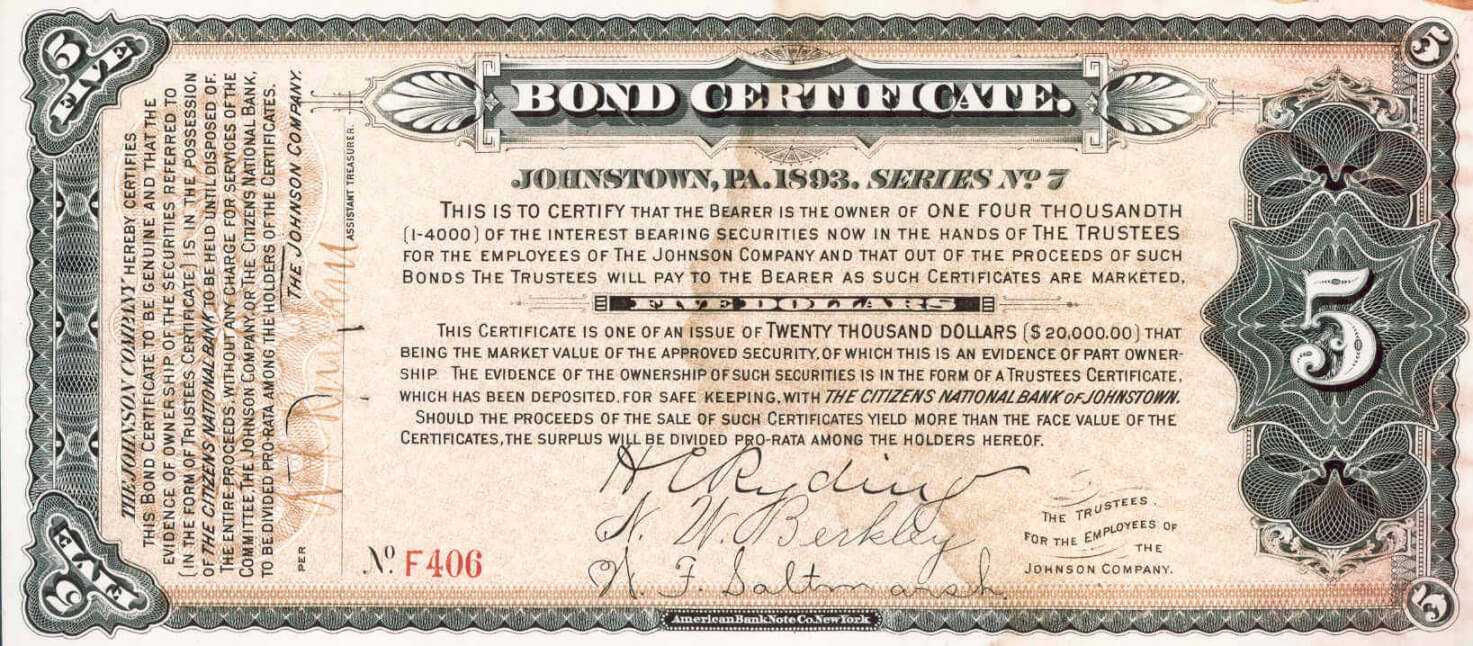 5
FIVE
5
BOND CERTIFICATE.
JOHNSTOWN, PA. 1893. SERIES Nº 7
THIS IS TO CERTIFY THAT THE BEARER IS THE OWNER OF ONE FOUR THOUSANDTH
(1-4000) OF THE INTEREST BEARING SECURITIES NOW IN THE HANDS OF THE TRUSTEES
FOR THE EMPLOYEES OF THE JOHNSON COMPANY AND THAT OUT OF THE PROCEEDS OF SUCH
BONDS THE TRUSTEES WILL PAY TO THE BEARER AS SUCH CERTIFICATES ARE MARKETED,
FIVE DOLLARS
THIS CERTIFICATE IS ONE OF AN ISSUE OF TWENTY THOUSAND DOLLARS ($20,000.00) THAT
BEING THE MARKET VALUE OF THE APPROVED SECURITY, OF WHICH THIS IS AN EVIDENCE OF PART OWNER-
SHIP. THE EVIDENCE OF THE OWNERSHIP OF SUCH SECURITIES IS IN THE FORM OF A TRUSTEES CERTIFICATE,
WHICH HAS BEEN DEPOSITED, FOR SAFE KEEPING, WITH THE CITIZENS NATIONAL BANK OF JOHNSTOWN.
SHOULD THE PROCEEDS OF THE SALE OF SUCH CERTIFICATES YIELD MORE THAN THE FACE VALUE OF THE
CERTIFICATES, THE SURPLUS WILL BE DIVIDED PRO-RATA AMONG THE HOLDERS HEREOF.
H C Ryding
N. W. Berkley
W. F. Saltmarsh.
THE TRUSTEES.
FOR THE EMPLOYEES OF
THE
JOHNSON COMPANY.
Nº F406
5
THE JOHNSON COMPANY HEREBY CERTIFIES
THIS BOND CERTIFICATE TO BE GENUINE AND THAT THE
EVIDENCE OF OWNERSHIP OF THE SECURITIES REFERRED TO
(IN THE FORM OF TRUSTEES CERTIFICATE) IS IN THE POSSESSION
OF THE CITIZENS NATIONAL BANK TO BE HELD UNTIL DISPOSED OF.
THE ENTIRE PROCEEDS WITHOUT ANY CHARGE FOR SERVICES OF THE
COMMITTEE, THE JOHNSON COMPANY, OR THE CITIZENS NATIONAL BANK,
TO BE DIVIDED PRO-RATA AMONG THE HOLDERS OF THE CERTIFICATES.
THE JOHNSON COMPANY.
PER
ASSISTANT TREASURER.
5
FIVE
5
American Bank Note Co. New York